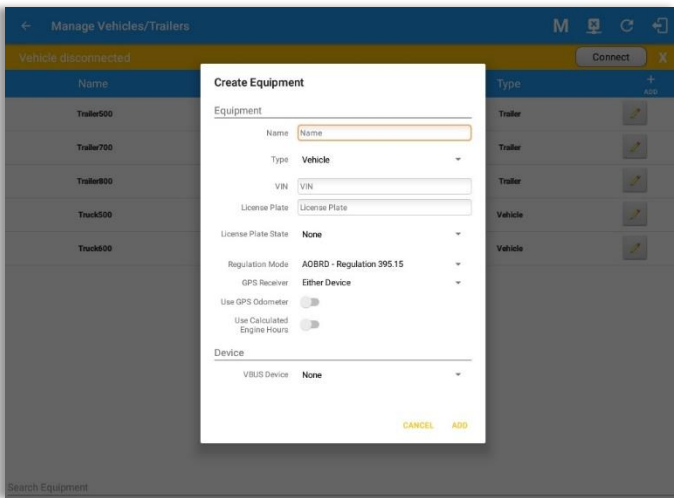 Manage Vehicles/Trailers M
Vehicle disconnected Connect X
Name Type + ADD
Trailer500 Trailer
Trailer700 Trailer
Trailer800 Trailer
Truck500 Vehicle
Truck600 Vehicle
Create Equipment
Equipment
Name Name
Type Vehicle
VIN VIN
License Plate License Plate
License Plate State None
Regulation Mode AOBRD - Regulation 395.15
GPS Receiver Either Device
Use GPS Odometer
Use Calculated
Engine Hours
Device
VBUS Device None
CANCEL ADD
Search Equipment